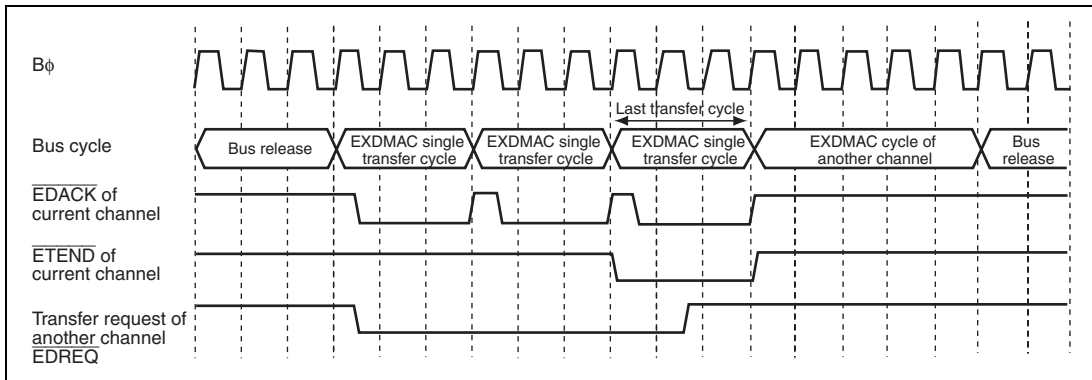 Bφ
Last transfer cycle
Bus cycle
Bus release
EXDMAC single
transfer cycle
EXDMAC single
transfer cycle
EXDMAC single
transfer cycle
EXDMAC cycle of
another channel
Bus
release
EDACK of
current channel
ETEND of
current channel
Transfer request of
another channel
EDREQ